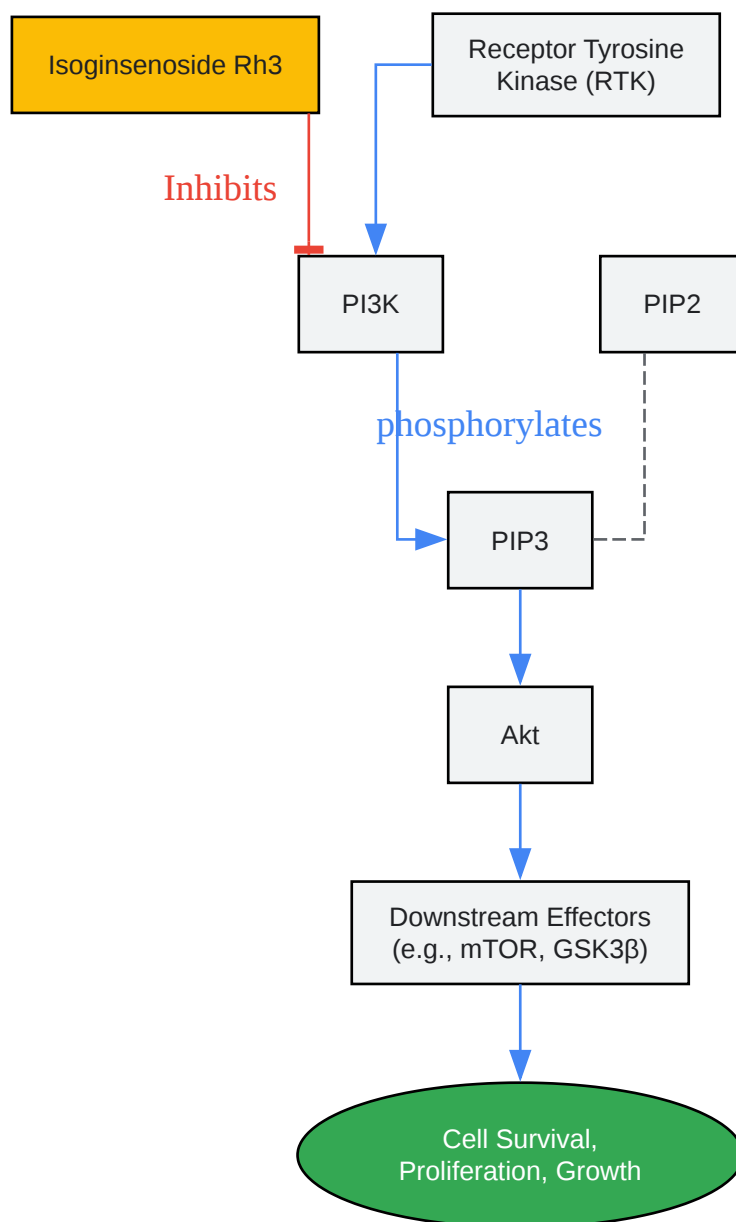 Isoginsenoside Rh3
Receptor Tyrosine
Kinase (RTK)
Inhibits
PI3K
PIP2
phosphorylates
PIP3
Akt
Downstream Effectors
(e.g., mTOR, GSK3β)
Cell Survival,
Proliferation, Growth